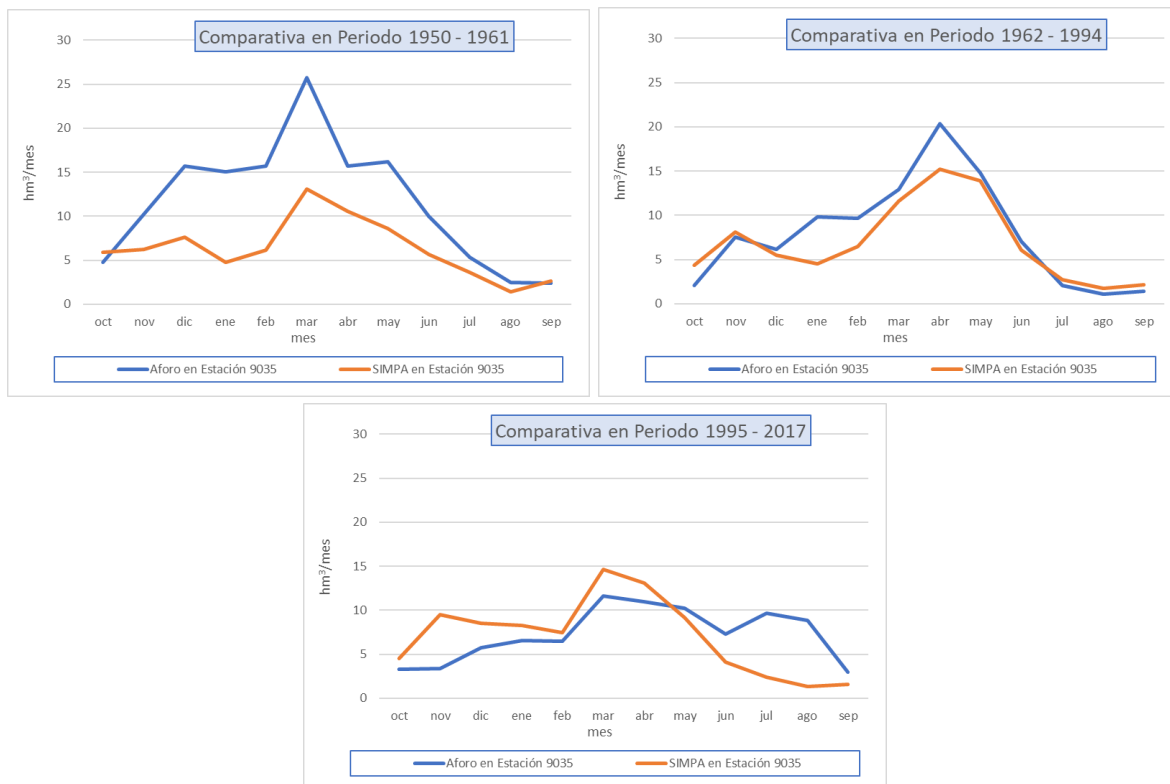 Comparativa en Periodo 1950 - 1961
30
25
20
15
10
5
0
hm³/mes
oct nov dic ene feb mar abr may jun jul ago sep
mes
Aforo en Estación 9035 SIMPA en Estación 9035
Comparativa en Periodo 1962 - 1994
30
25
20
15
10
5
0
hm³/mes
oct nov dic ene feb mar abr may jun jul ago sep
mes
Aforo en Estación 9035 SIMPA en Estación 9035
Comparativa en Periodo 1995 - 2017
30
25
20
15
10
5
0
hm³/mes
oct nov dic ene feb mar abr may jun jul ago sep
mes
Aforo en Estación 9035 SIMPA en Estación 9035